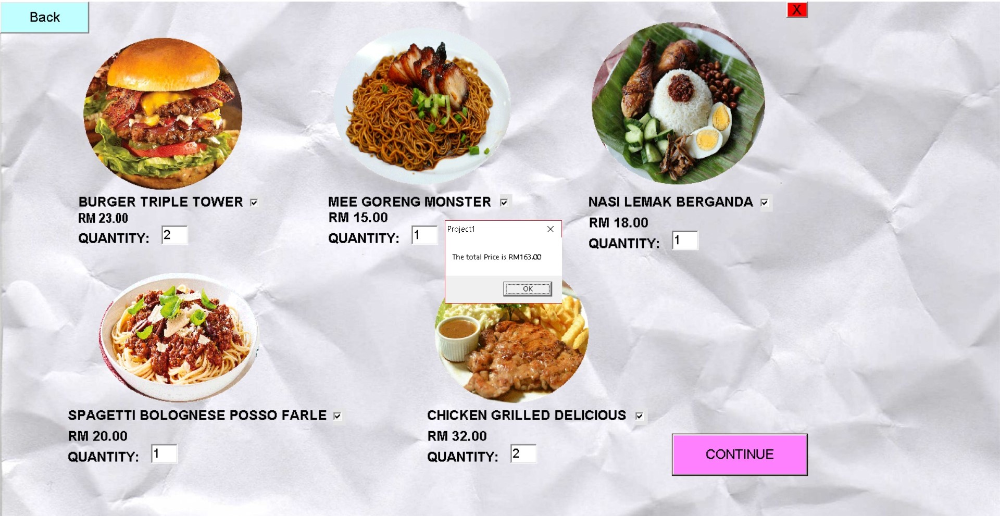 Back
X
BURGER TRIPLE TOWER
RM 23.00
QUANTITY: 2
MEE GORENG MONSTER
RM 15.00
QUANTITY: 1
NASI LEMAK BERGANDA
RM 18.00
QUANTITY: 1
Project1
The total Price is RM163.00
OK
SPAGETTI BOLOGNESE POSSO FARLE
RM 20.00
QUANTITY: 1
CHICKEN GRILLED DELICIOUS
RM 32.00
QUANTITY: 2
CONTINUE